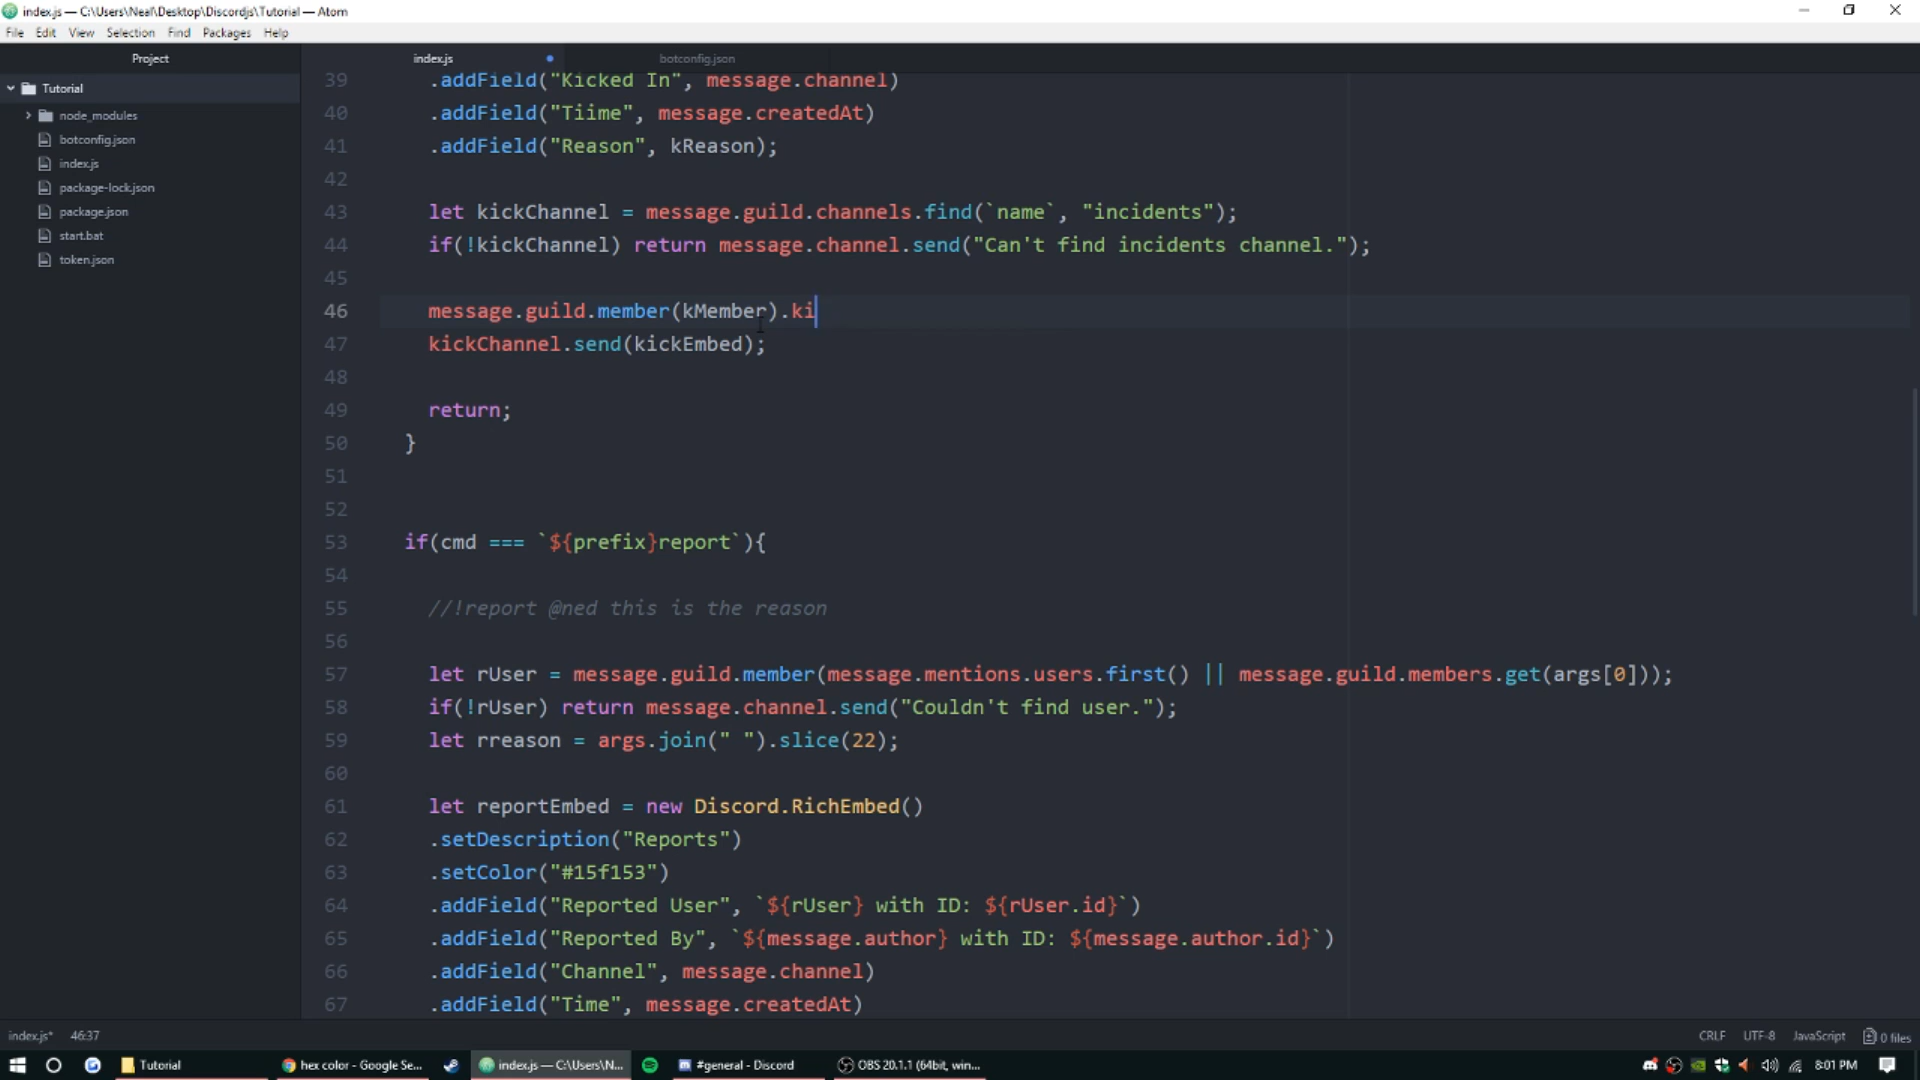 index.js — C:\Users\Neal\Desktop\Discordjs\Tutorial — Atom
File Edit View Selection Find Packages Help
Project
index.js
botconfig.json
Tutorial
node_modules
botconfig.json
index.js
package-lock.json
package.json
start.bat
token.json
39 .addField("Kicked In", message.channel)
40 .addField("Tiime", message.createdAt)
41 .addField("Reason", kReason);
42
43 let kickChannel = message.guild.channels.find(`name`, "incidents");
44 if(!kickChannel) return message.channel.send("Can't find incidents channel.");
45
46 message.guild.member(kMember).ki
47 kickChannel.send(kickEmbed);
48
49 return;
50 }
51
52
53 if(cmd === `${prefix}report`){
54
55 //!report @ned this is the reason
56
57 let rUser = message.guild.member(message.mentions.users.first() || message.guild.members.get(args[0]));
58 if(!rUser) return message.channel.send("Couldn't find user.");
59 let rreason = args.join(" ").slice(22);
60
61 let reportEmbed = new Discord.RichEmbed()
62 .setDescription("Reports")
63 .setColor("#15f153")
64 .addField("Reported User", `${rUser} with ID: ${rUser.id}`)
65 .addField("Reported By", `${message.author} with ID: ${message.author.id}`)
66 .addField("Channel", message.channel)
67 .addField("Time", message.createdAt)
index.js* 46:37
CRLF UTF-8 JavaScript 0 files
Tutorial
hex color - Google Se...
index.js — C:\Users\N...
#general - Discord
OBS 20.1.1 (64bit, win...
8:01 PM